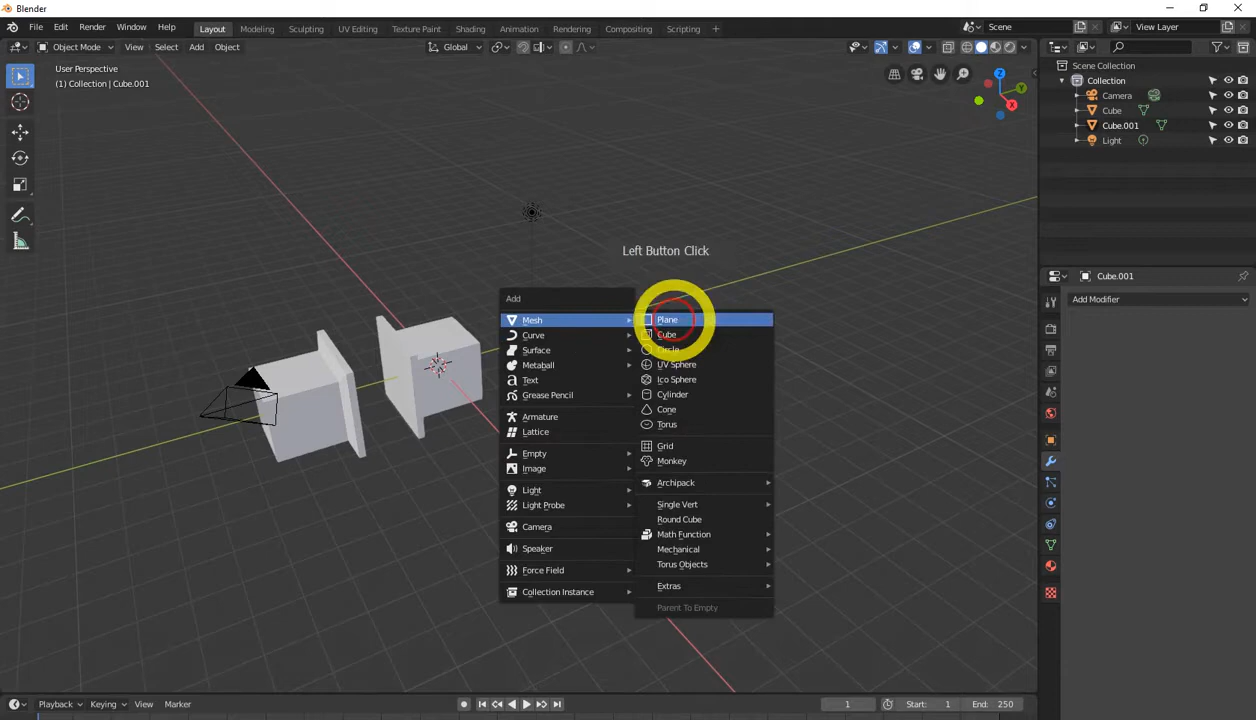 Blender
File Edit Render Window Help Layout Modeling Sculpting UV Editing Texture Paint Shading Animation Rendering Compositing Scripting Scene View Layer
Object Mode View Select Add Object Global
User Perspective
(1) Collection | Cube.001
Scene Collection
Collection
Camera
Cube
Cube.001
Light
X
Y
Z
Left Button Click
Add
Mesh
Curve
Surface
Metaball
Text
Grease Pencil
Armature
Lattice
Empty
Image
Light
Light Probe
Camera
Speaker
Force Field
Collection Instance
Plane
Cube
Circle
UV Sphere
Ico Sphere
Cylinder
Cone
Torus
Grid
Monkey
Archipack
Single Vert
Round Cube
Math Function
Mechanical
Torus Objects
Extras
Parent To Empty
Cube.001
Add Modifier
Playback Keying View Marker 1 Start: 1 End: 250